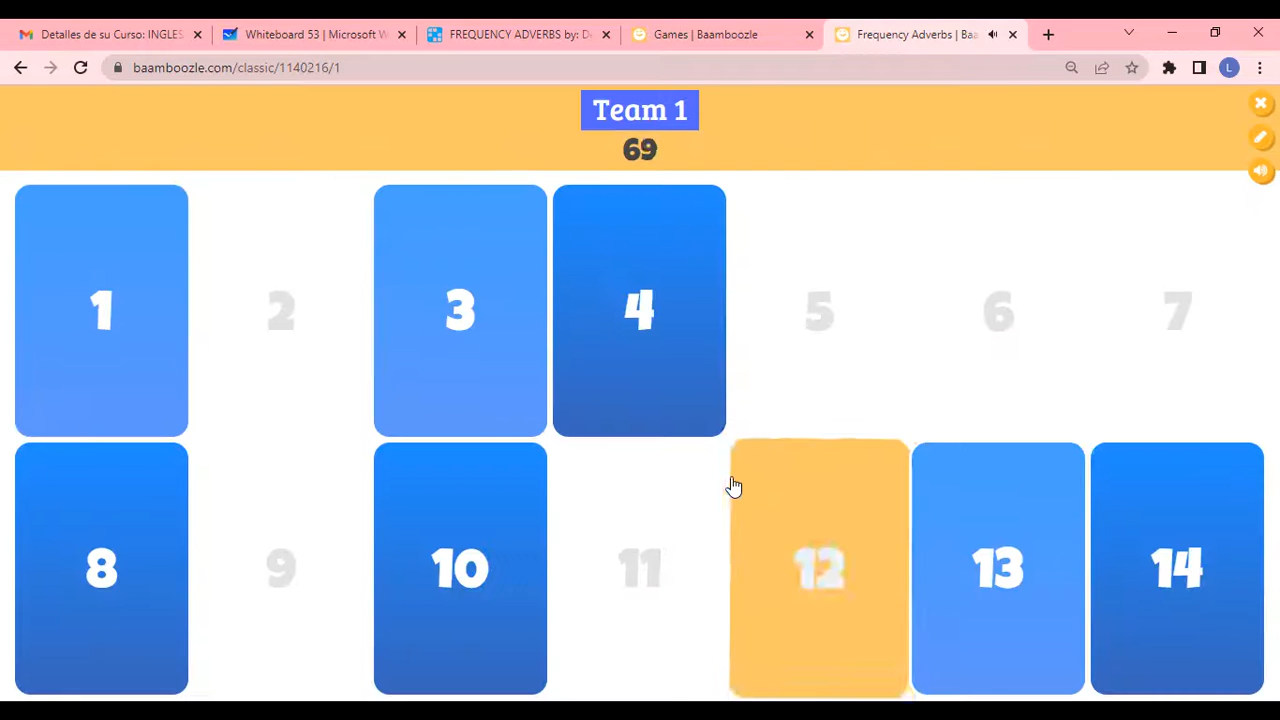 Detalles de su Curso: INGLES
Whiteboard 53 | Microsoft W
FREQUENCY ADVERBS by: D
Games | Baamboozle
Frequency Adverbs | Baa
baamboozle.com/classic/1140216/1
L
Team 1
69
1 2 3 4 5 6 7
8 9 10 11 12 13 14